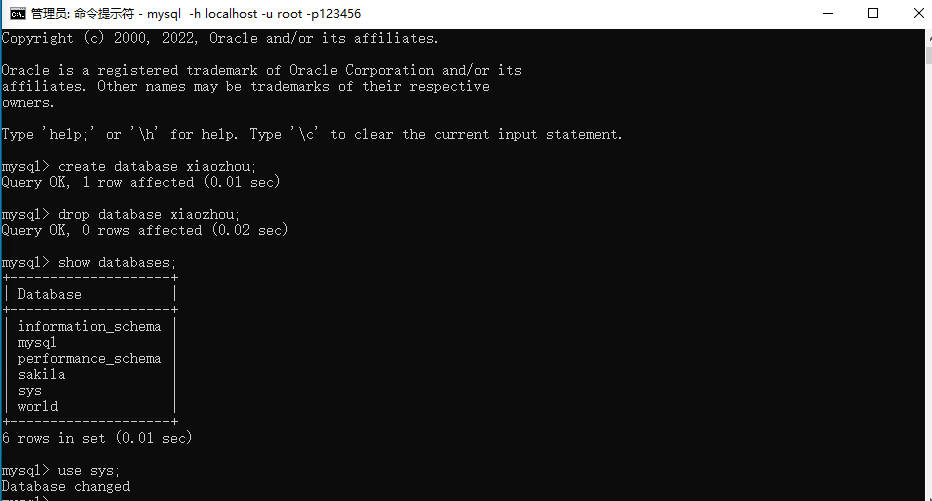 管理员: 命令提示符 - mysql  -h localhost -u root -p123456
Copyright (c) 2000, 2022, Oracle and/or its affiliates.
Oracle is a registered trademark of Oracle Corporation and/or its
affiliates. Other names may be trademarks of their respective
owners.
Type 'help;' or '\h' for help. Type '\c' to clear the current input statement.
mysql> create database xiaozhou;
Query OK, 1 row affected (0.01 sec)
mysql> drop database xiaozhou;
Query OK, 0 rows affected (0.02 sec)
mysql> show databases;
+--------------------+
| Database           |
+--------------------+
| information_schema |
| mysql              |
| performance_schema |
| sakila             |
| sys                |
| world              |
+--------------------+
6 rows in set (0.01 sec)
mysql> use sys;
Database changed
mysql>